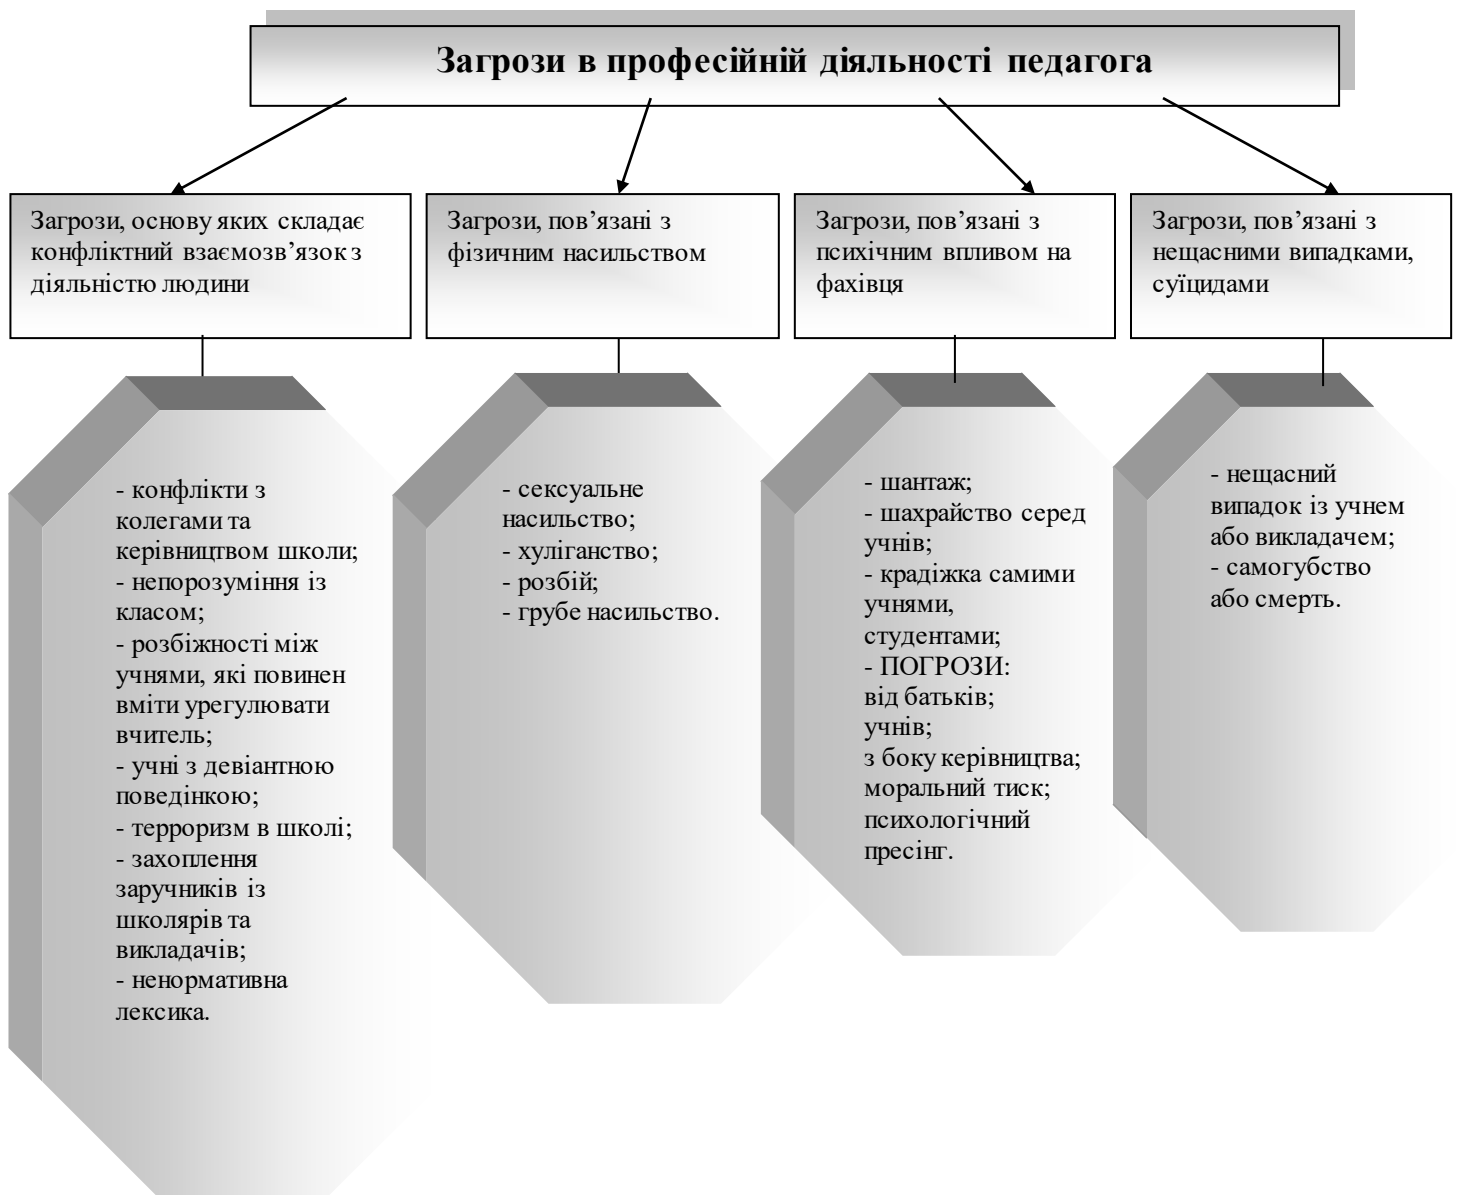 Загрози в професійній діяльності педагога
Загрози, основу яких складає
конфліктний взаємозв’язок з
діяльністю людини
Загрози, пов’язані з
фізичним насильством
Загрози, пов’язані з
психічним впливом на
фахівця
Загрози, пов’язані з
нещасними випадками,
суїцидами
- конфлікти з
колегами та
керівництвом школи;
- непорозуміння із
класом;
- розбіжності між
учнями, які повинен
вміти урегулювати
вчитель;
- учні з девіантною
поведінкою;
- терроризм в школі;
- захоплення
заручників із
школярів та
викладачів;
- ненормативна
лексика.
- сексуальне
насильство;
- хуліганство;
- розбій;
- грубе насильство.
- шантаж;
- шахрайство серед
учнів;
- крадіжка самими
учнями,
студентами;
- ПОГРОЗИ:
від батьків;
учнів;
з боку керівництва;
моральний тиск;
психологічний
пресінг.
- нещасний
випадок із учнем
або викладачем;
- самогубство
або смерть.